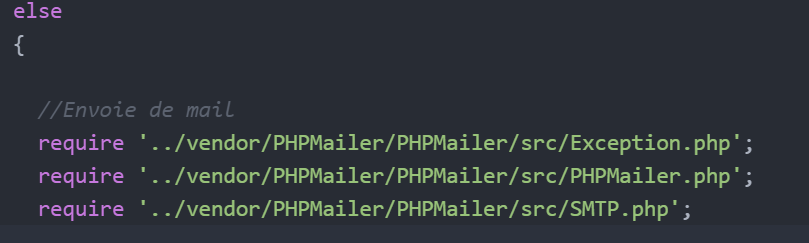 else
{
//Envoie de mail
require '../vendor/PHPMailer/PHPMailer/src/Exception.php';
require '../vendor/PHPMailer/PHPMailer/src/PHPMailer.php';
require '../vendor/PHPMailer/PHPMailer/src/SMTP.php';